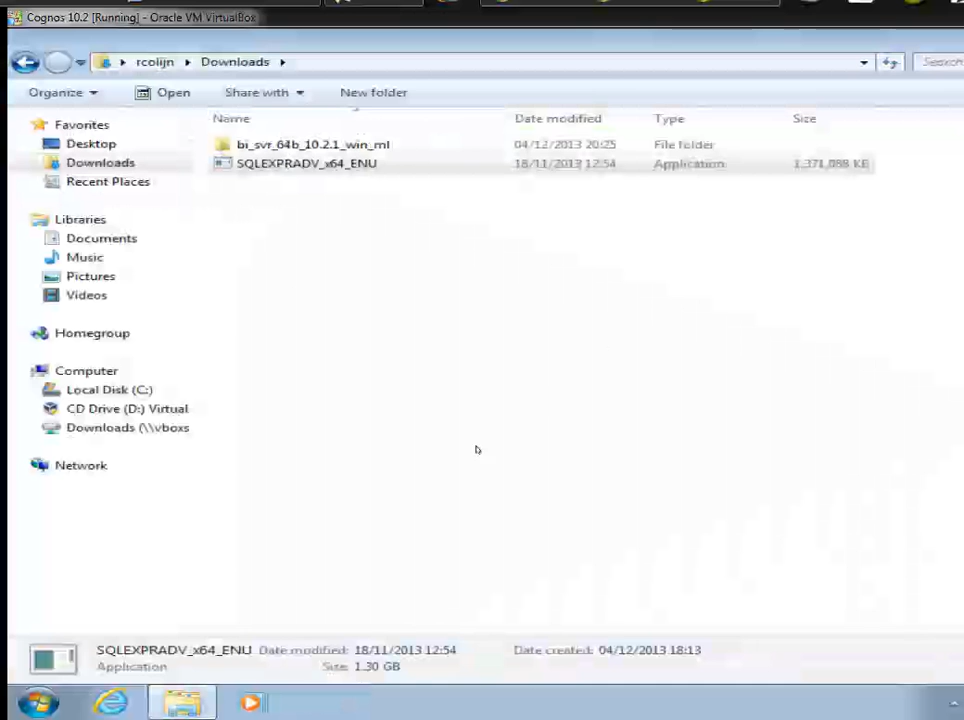 Cognos 10.2 [Running] - Oracle VM VirtualBox
rcolijn Downloads
Search
Organize Open Share with New folder
Name Date modified Type Size
Favorites
Desktop
Downloads
Recent Places
Libraries
Documents
Music
Pictures
Videos
Homegroup
Computer
Local Disk (C:)
CD Drive (D:) Virtual
Downloads (\\vboxs
Network
bi_svr_64b_10.2.1_win_ml 04/12/2013 20:25 File folder
SQLEXPRADV_x64_ENU 18/11/2013 12:54 Application 1,371,088 KB
SQLEXPRADV_x64_ENU Date modified: 18/11/2013 12:54 Date created: 04/12/2013 18:13
Application Size: 1.30 GB